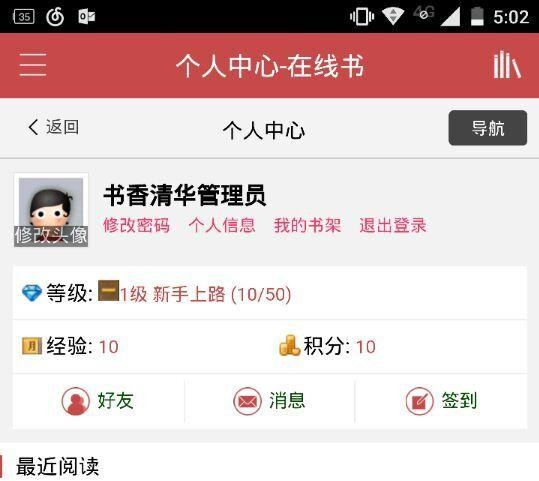 35 4G 5:02
个人中心-在线书
返回 个人中心 导航
书香清华管理员
修改头像 修改密码 个人信息 我的书架 退出登录
等级: 1级 新手上路 (10/50)
月 经验: 10 积分: 10
好友 消息 签到
最近阅读